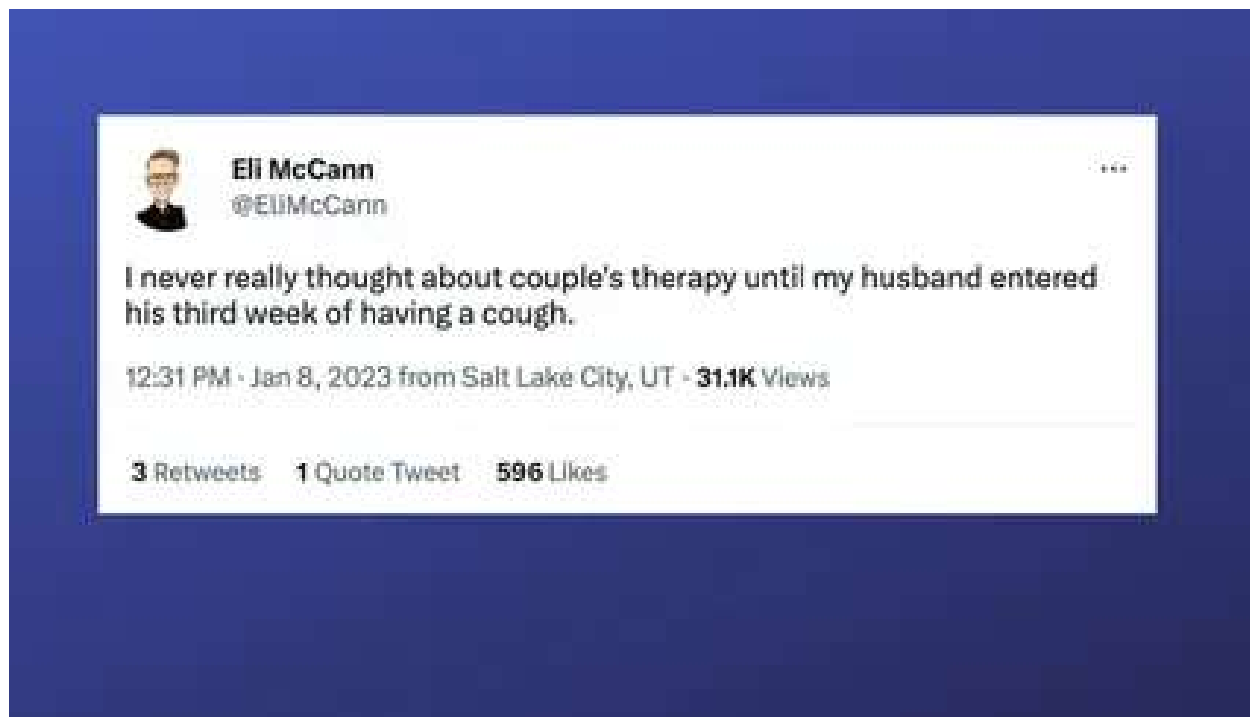 Eli McCann
@EliMcCann
I never really thought about couple's therapy until my husband entered
his third week of having a cough.
12:31 PM · Jan 8, 2023 from Salt Lake City, UT · 31.1K Views
3 Retweets 1 Quote Tweet 596 Likes